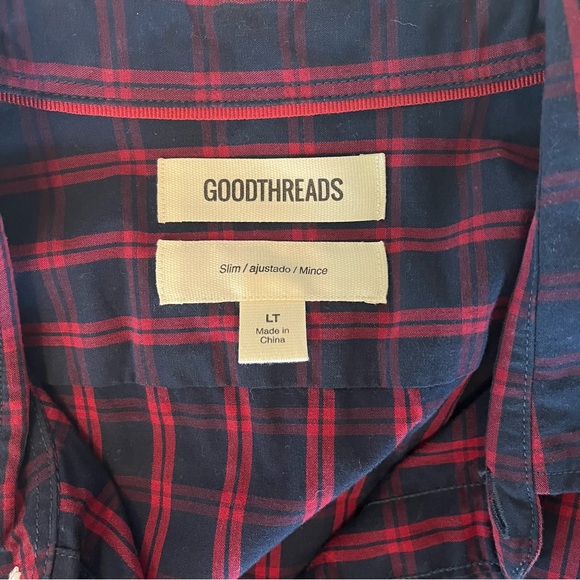 GOODTHREADS
Slim / ajustado / Mince
LT
Made in
China